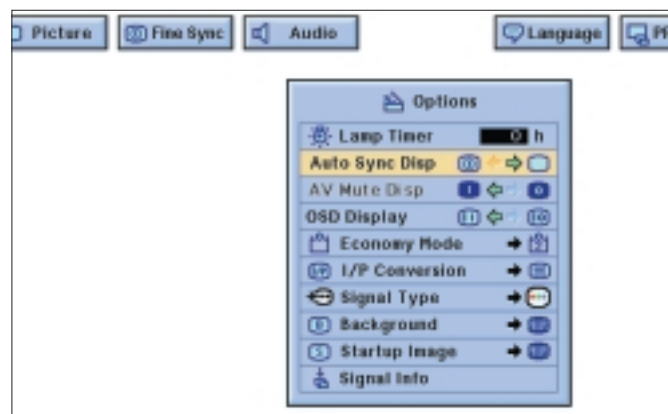 Picture Fine Sync Audio Language
Options
Lamp Timer 0 h
Auto Sync Disp
AV Mute Disp
OSD Display
Economy Mode
I/P Conversion
Signal Type
Background
Startup Image
Signal Info